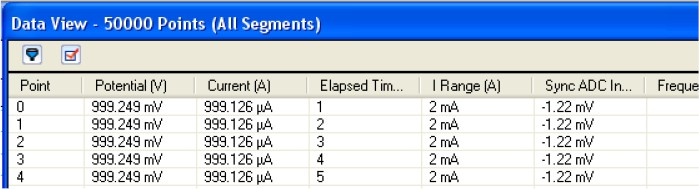 Data View - 50000 Points (All Segments)
Point Potential (V) Current (A) Elapsed Tim... I Range (A) Sync ADC In... Freque
0 999.249 mV 999.126 µA 1 2 mA -1.22 mV
1 999.249 mV 999.126 µA 2 2 mA -1.22 mV
2 999.249 mV 999.126 µA 3 2 mA -1.22 mV
3 999.249 mV 999.126 µA 4 2 mA -1.22 mV
4 999.249 mV 999.126 µA 5 2 mA -1.22 mV